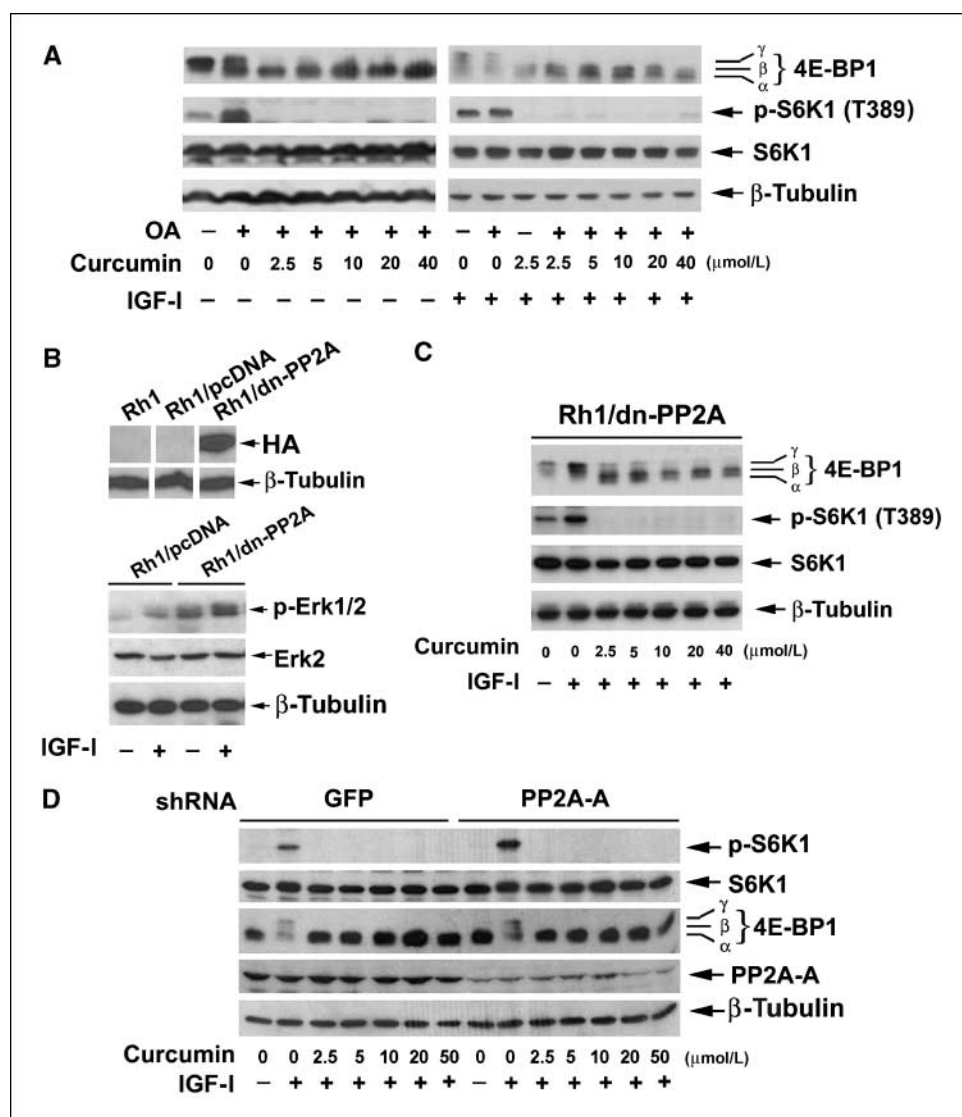 A
γ
β
α
} 4E-BP1
p-S6K1 (T389)
S6K1
β-Tubulin
OA − + + + + + + − + − + + + + +
Curcumin 0 0 2.5 5 10 20 40 0 0 2.5 2.5 5 10 20 40 (μmol/L)
IGF-I − − − − − − − + + + + + + + +
B
Rh1
Rh1/pcDNA
Rh1/dn-PP2A
HA
β-Tubulin
Rh1/pcDNA
Rh1/dn-PP2A
p-Erk1/2
Erk2
β-Tubulin
IGF-I − + − +
C
Rh1/dn-PP2A
γ
β
α
} 4E-BP1
p-S6K1 (T389)
S6K1
β-Tubulin
Curcumin 0 0 2.5 5 10 20 40 (μmol/L)
IGF-I − + + + + + +
D
shRNA GFP PP2A-A
p-S6K1
S6K1
γ
β
α
} 4E-BP1
PP2A-A
β-Tubulin
Curcumin 0 0 2.5 5 10 20 50 0 0 2.5 5 10 20 50 (μmol/L)
IGF-I − + + + + + + − + + + + + +